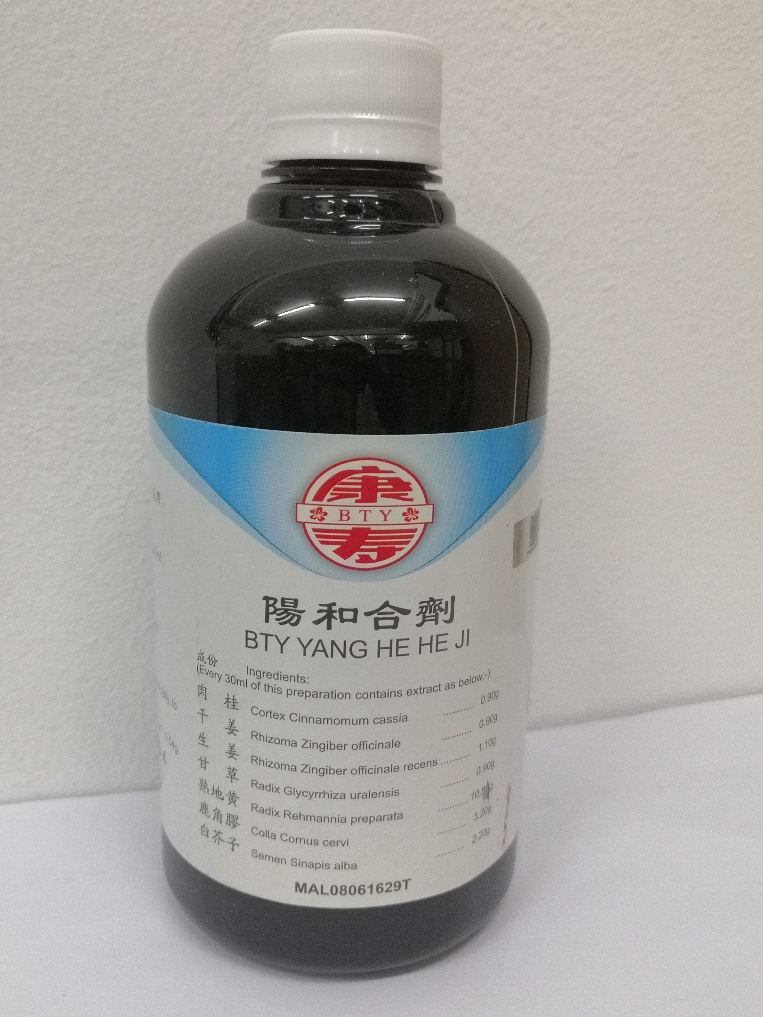 康
BTY
寿
陽和合劑
BTY YANG HE HE JI
成份 Ingredients:
(Every 30ml of this preparation contains extract as below:-)
肉桂 Cortex Cinnamomum cassia .......... 0.90g
干姜 Rhizoma Zingiber officinale .......... 0.90g
生姜 Rhizoma Zingiber officinale recens .......... 1.10g
甘草 Radix Glycyrrhiza uralensis .......... 0.90g
熟地黄 Radix Rehmannia preparata ..........
鹿角膠 Colla Cornus cervi .......... 3.20g
白芥子 Semen Sinapis alba .......... 2.20g
MAL08061629T